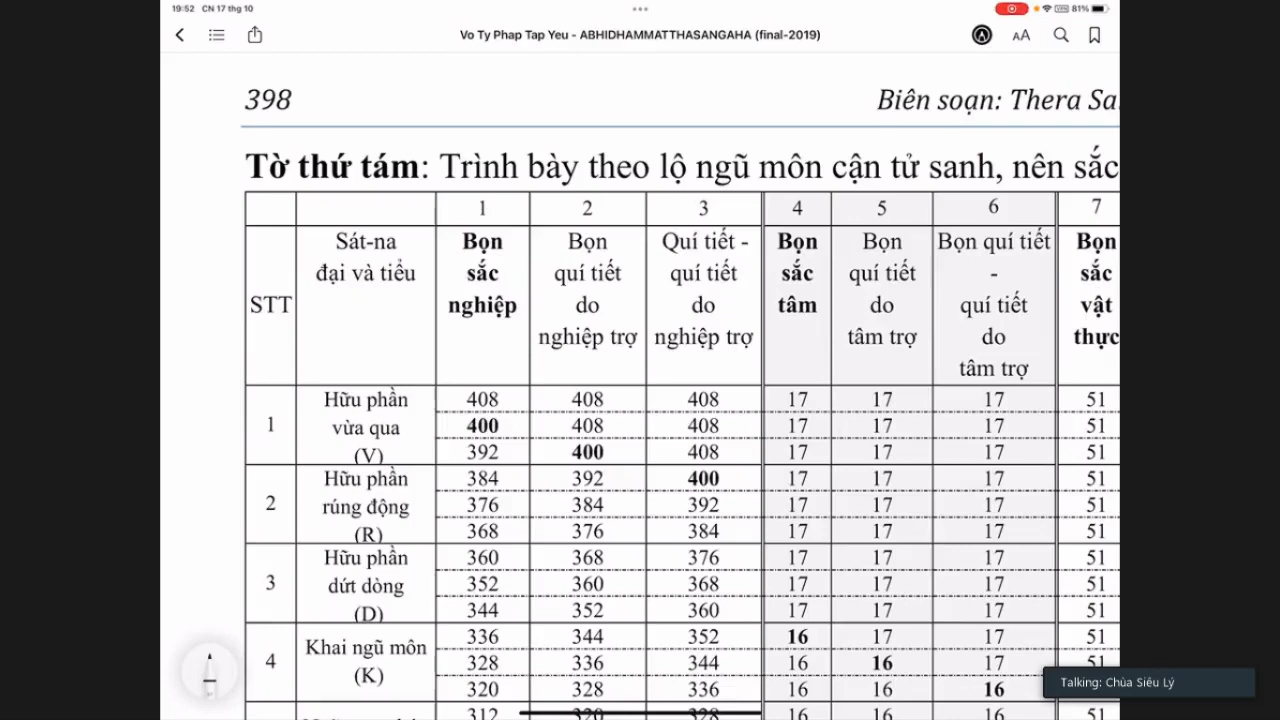 19:52 CN 17 thg 10
81%
Vo Ty Phap Tap Yeu - ABHIDHAMMATTHASANGAHA (final-2019)
AA
398
Biên soạn: Thera Sa
Tờ thứ tám: Trình bày theo lộ ngũ môn cận tử sanh, nên sắc
1 2 3 4 5 6 7
STT
Sát-na
đại và tiểu
Bọn
sắc
nghiệp
Bọn
quí tiết
do
nghiệp trợ
Quí tiết -
quí tiết
do
nghiệp trợ
Bọn
sắc
tâm
Bọn
quí tiết
do
tâm trợ
Bọn quí tiết
-
quí tiết
do
tâm trợ
Bọn
sắc
vật
thực
1
Hữu phần
vừa qua
(V)
408 408 408 17 17 17 51
400 408 408 17 17 17 51
392 400 408 17 17 17 51
2
Hữu phần
rúng động
(R)
384 392 400 17 17 17 51
376 384 392 17 17 17 51
368 376 384 17 17 17 51
3
Hữu phần
dứt dòng
(D)
360 368 376 17 17 17 51
352 360 368 17 17 17 51
344 352 360 17 17 17 51
4
Khai ngũ môn
(K)
336 344 352 16 17 17 51
328 336 344 16 16 17 51
320 328 336 16 16 16
312 320 328 16 16 16 51
Talking: Chùa Siêu Lý